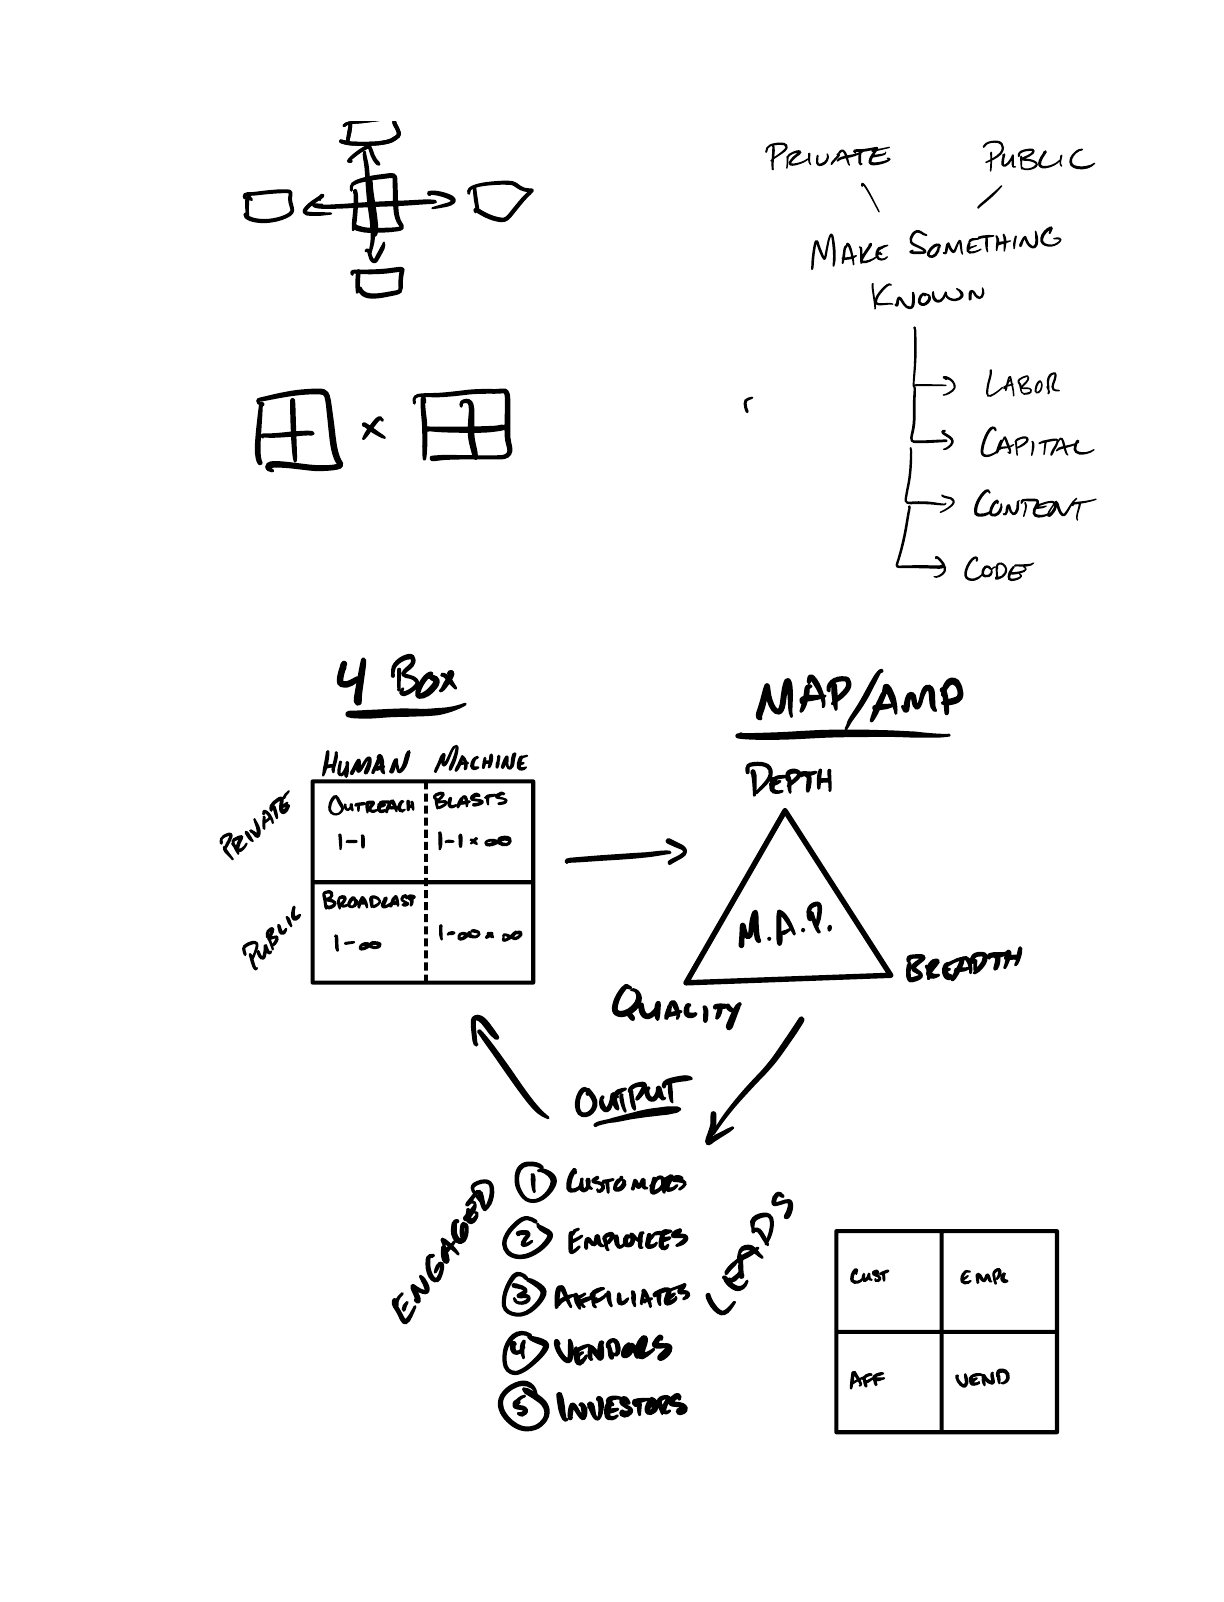 PRIVATE PUBLIC
MAKE SOMETHING
KNOWN
LABOR
CAPITAL
CONTENT
CODE
x
4 BOX
HUMAN MACHINE
PRIVATE
OUTREACH
1-1
BLASTS
1-1×∞
PUBLIC
BROADCAST
1-∞
1-∞×∞
MAP/AMP
DEPTH
M.A.P.
QUALITY
BREADTH
OUTPUT
ENGAGED
1 CUSTOMERS
2 EMPLOYEES
3 AFFILIATES
4 VENDORS
5 INVESTORS
LEADS
CUST EMPL
AFF VEND